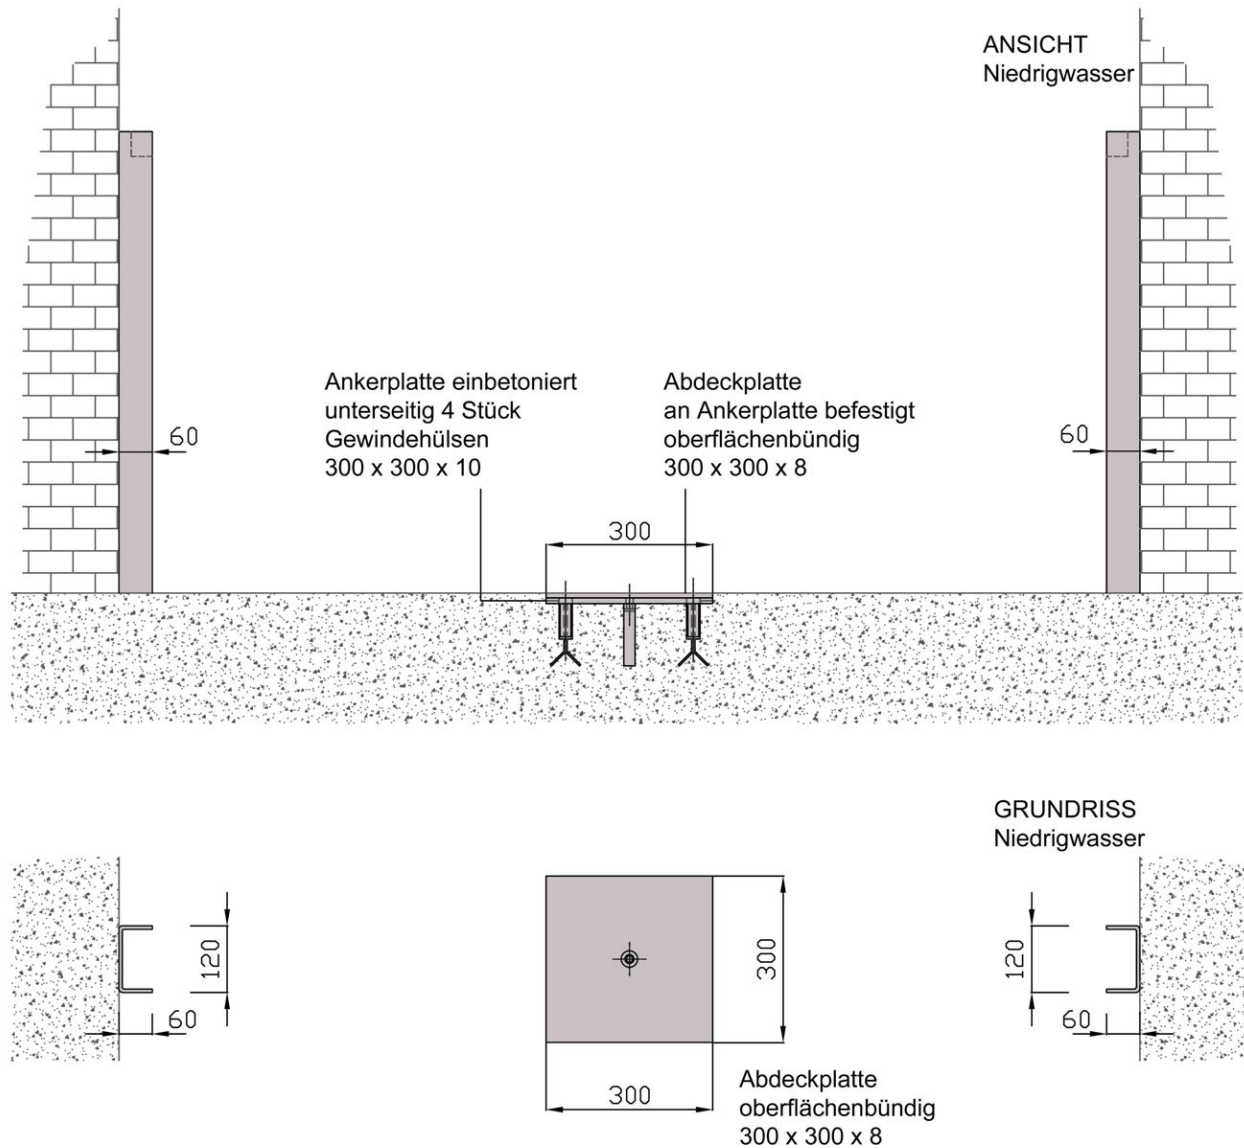 ANSICHT
Niedrigwasser
Ankerplatte einbetoniert
unterseitig 4 Stück
Gewindehülsen
300 x 300 x 10
Abdeckplatte
an Ankerplatte befestigt
oberflächenbündig
300 x 300 x 8
60
60
300
GRUNDRISS
Niedrigwasser
120
60
300
300
120
60
Abdeckplatte
oberflächenbündig
300 x 300 x 8